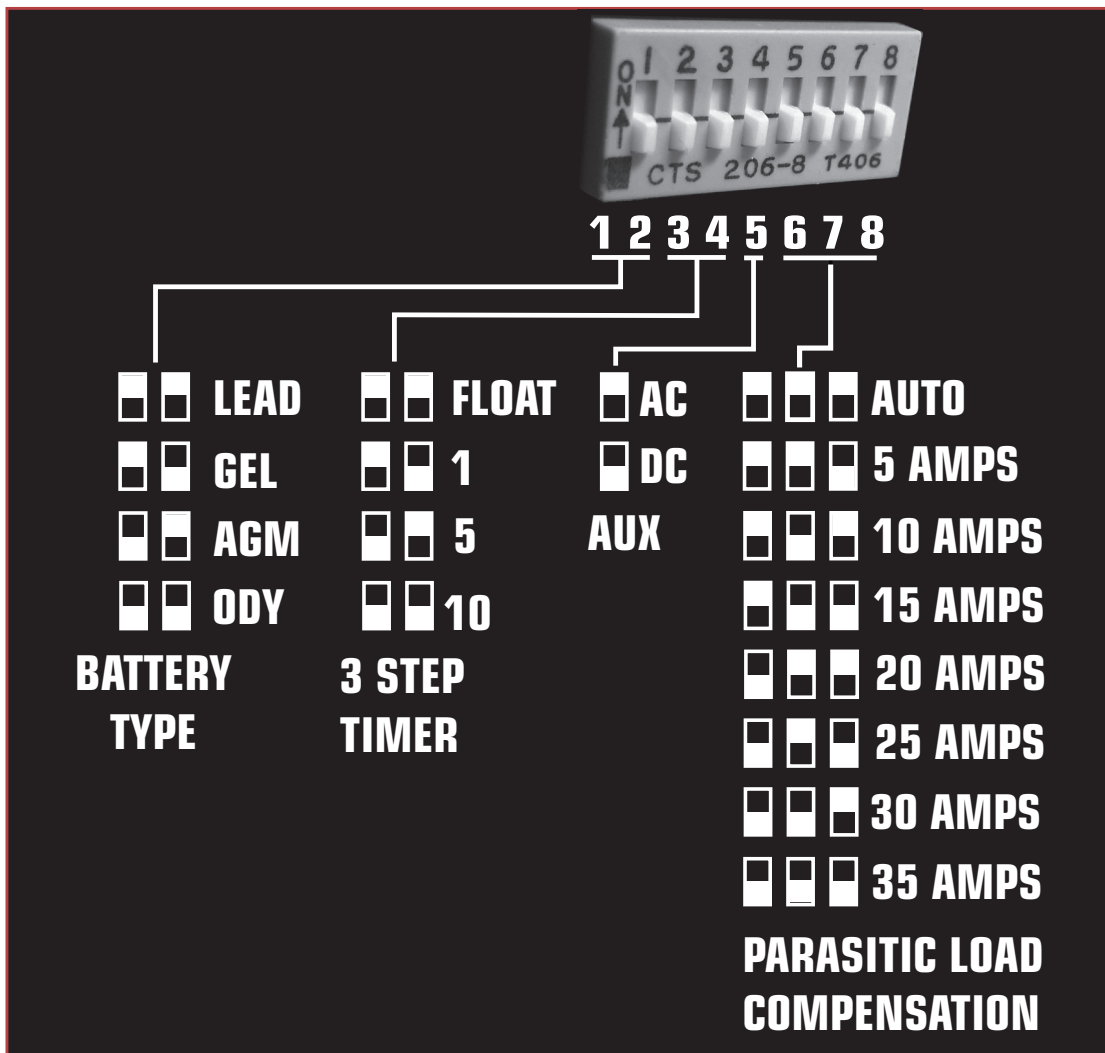 ON 1 2 3 4 5 6 7 8
CTS 206-8 T406
1 2 3 4 5 6 7 8
LEAD
GEL
AGM
ODY
BATTERY
TYPE
FLOAT
1
5
10
3 STEP
TIMER
AC
DC
AUX
AUTO
5 AMPS
10 AMPS
15 AMPS
20 AMPS
25 AMPS
30 AMPS
35 AMPS
PARASITIC LOAD
COMPENSATION